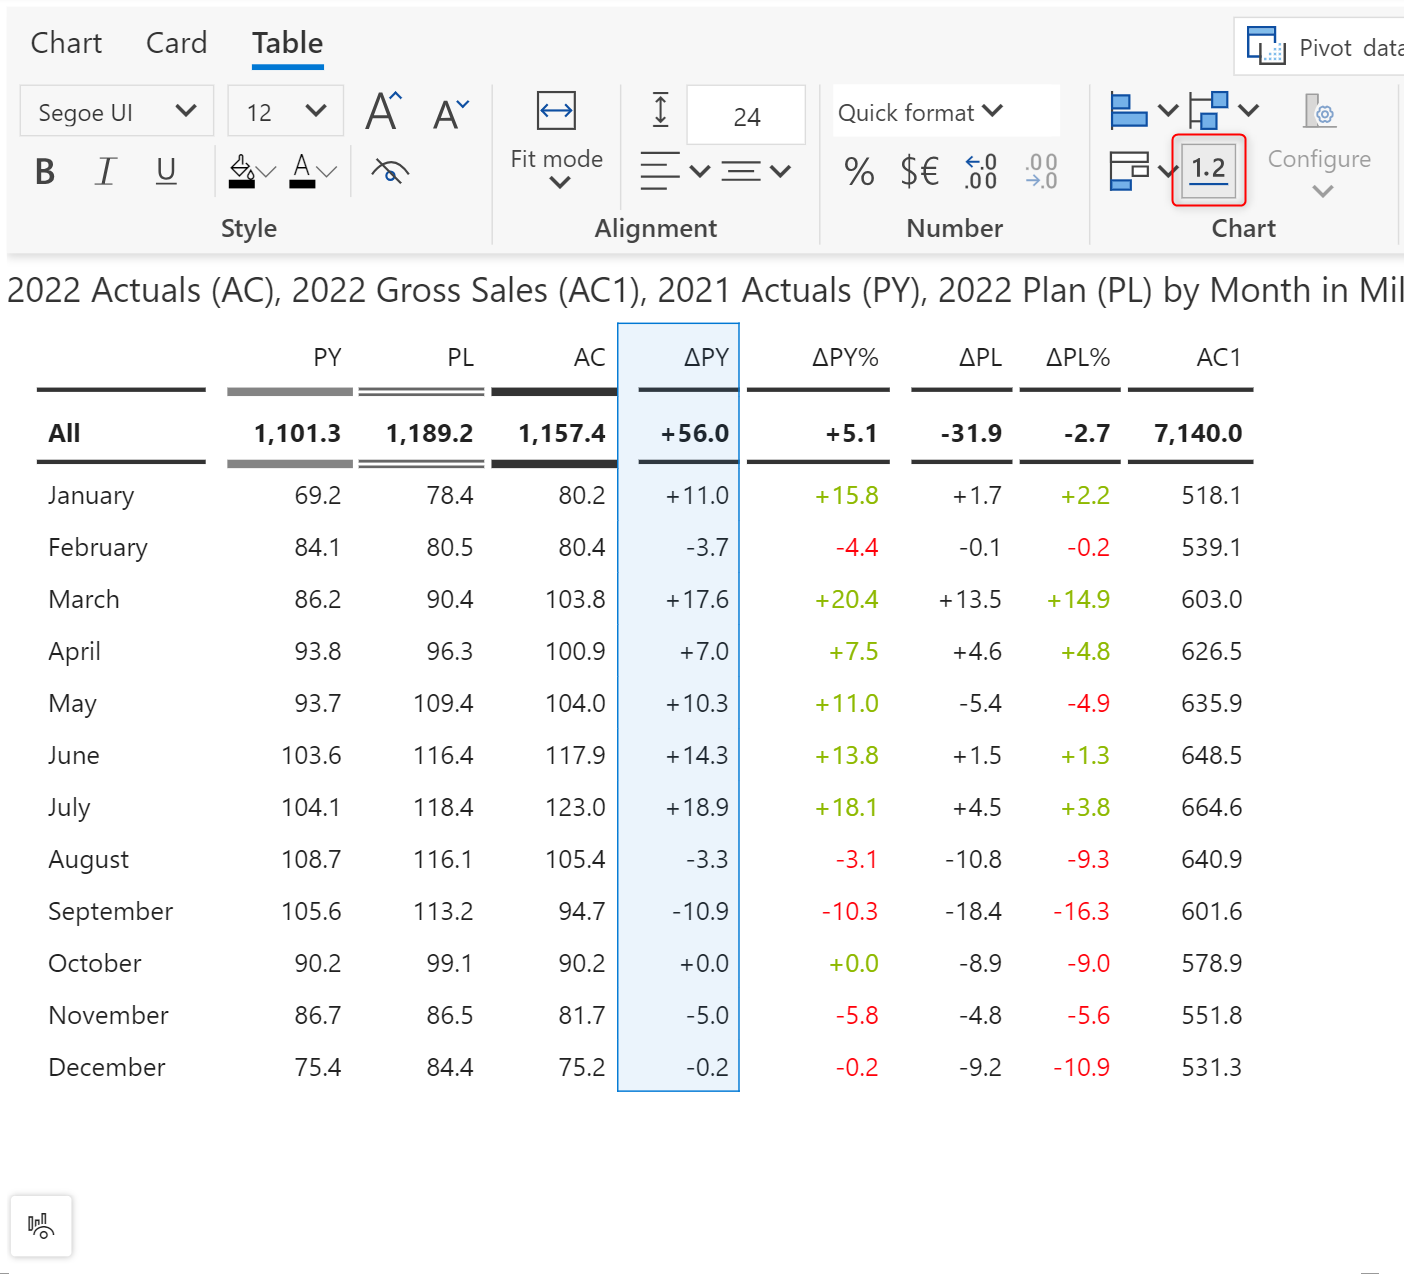 Chart Card Table
Pivot data
Segoe UI 12 A A 24 Quick format
B I U A Fit mode % $€ ←.0 .00 .00 →.0 1.2 Configure
Style Alignment Number Chart
2022 Actuals (AC), 2022 Gross Sales (AC1), 2021 Actuals (PY), 2022 Plan (PL) by Month in Mil
PY PL AC ΔPY ΔPY% ΔPL ΔPL% AC1
All 1,101.3 1,189.2 1,157.4 +56.0 +5.1 -31.9 -2.7 7,140.0
January 69.2 78.4 80.2 +11.0 +15.8 +1.7 +2.2 518.1
February 84.1 80.5 80.4 -3.7 -4.4 -0.1 -0.2 539.1
March 86.2 90.4 103.8 +17.6 +20.4 +13.5 +14.9 603.0
April 93.8 96.3 100.9 +7.0 +7.5 +4.6 +4.8 626.5
May 93.7 109.4 104.0 +10.3 +11.0 -5.4 -4.9 635.9
June 103.6 116.4 117.9 +14.3 +13.8 +1.5 +1.3 648.5
July 104.1 118.4 123.0 +18.9 +18.1 +4.5 +3.8 664.6
August 108.7 116.1 105.4 -3.3 -3.1 -10.8 -9.3 640.9
September 105.6 113.2 94.7 -10.9 -10.3 -18.4 -16.3 601.6
October 90.2 99.1 90.2 +0.0 +0.0 -8.9 -9.0 578.9
November 86.7 86.5 81.7 -5.0 -5.8 -4.8 -5.6 551.8
December 75.4 84.4 75.2 -0.2 -0.2 -9.2 -10.9 531.3